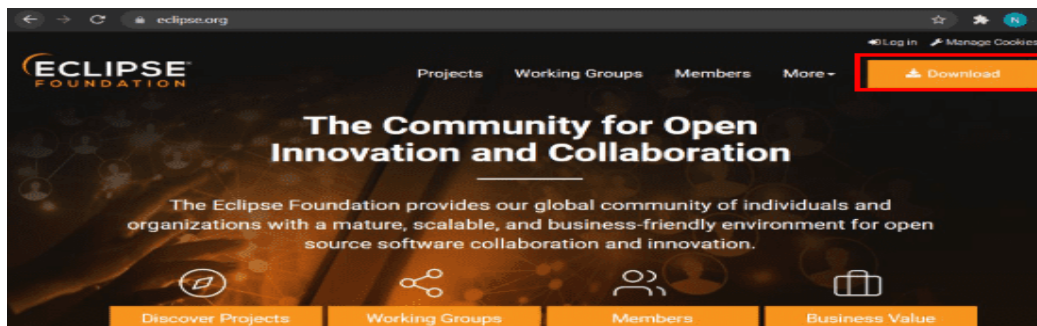 eclipse.org
N
Log in Manage Cookies
ECLIPSE
FOUNDATION
Projects Working Groups Members More Download
The Community for Open
Innovation and Collaboration
The Eclipse Foundation provides our global community of individuals and
organizations with a mature, scalable, and business-friendly environment for open
source software collaboration and innovation.
Discover Projects Working Groups Members Business Value